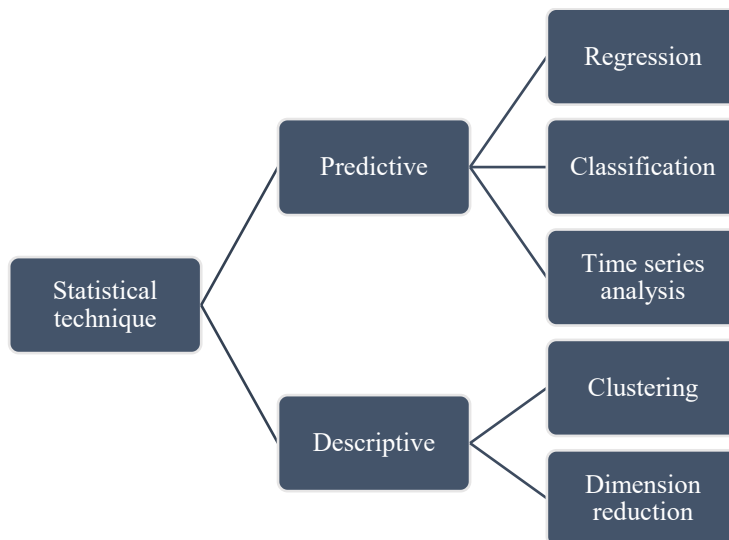 Regression
Predictive
Classification
Time series
analysis
Statistical
technique
Clustering
Descriptive
Dimension
reduction